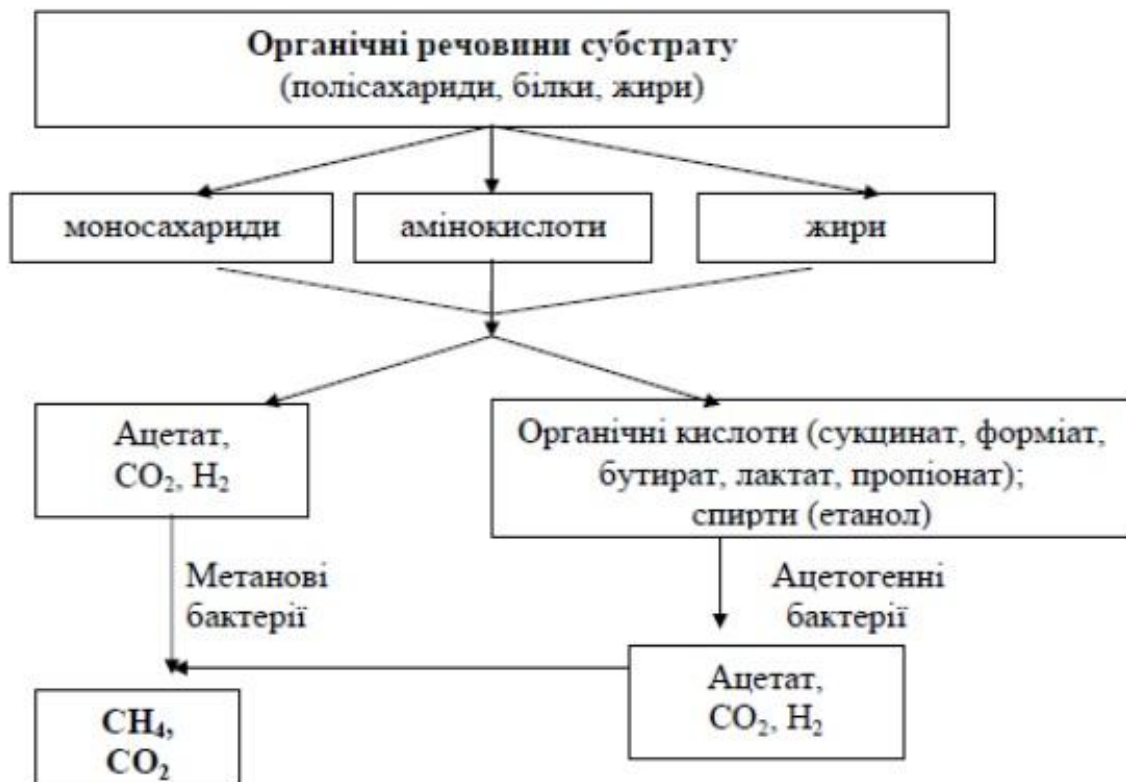 Органічні речовини субстрату
(полісахариди, білки, жири)
моносахариди
амінокислоти
жири
Ацетат,
CO₂, H₂
Органічні кислоти (сукцинат, форміат,
бутират, лактат, пропіонат);
спирти (етанол)
Метанові
бактерії
Ацетогенні
бактерії
Ацетат,
CO₂, H₂
CH₄,
CO₂